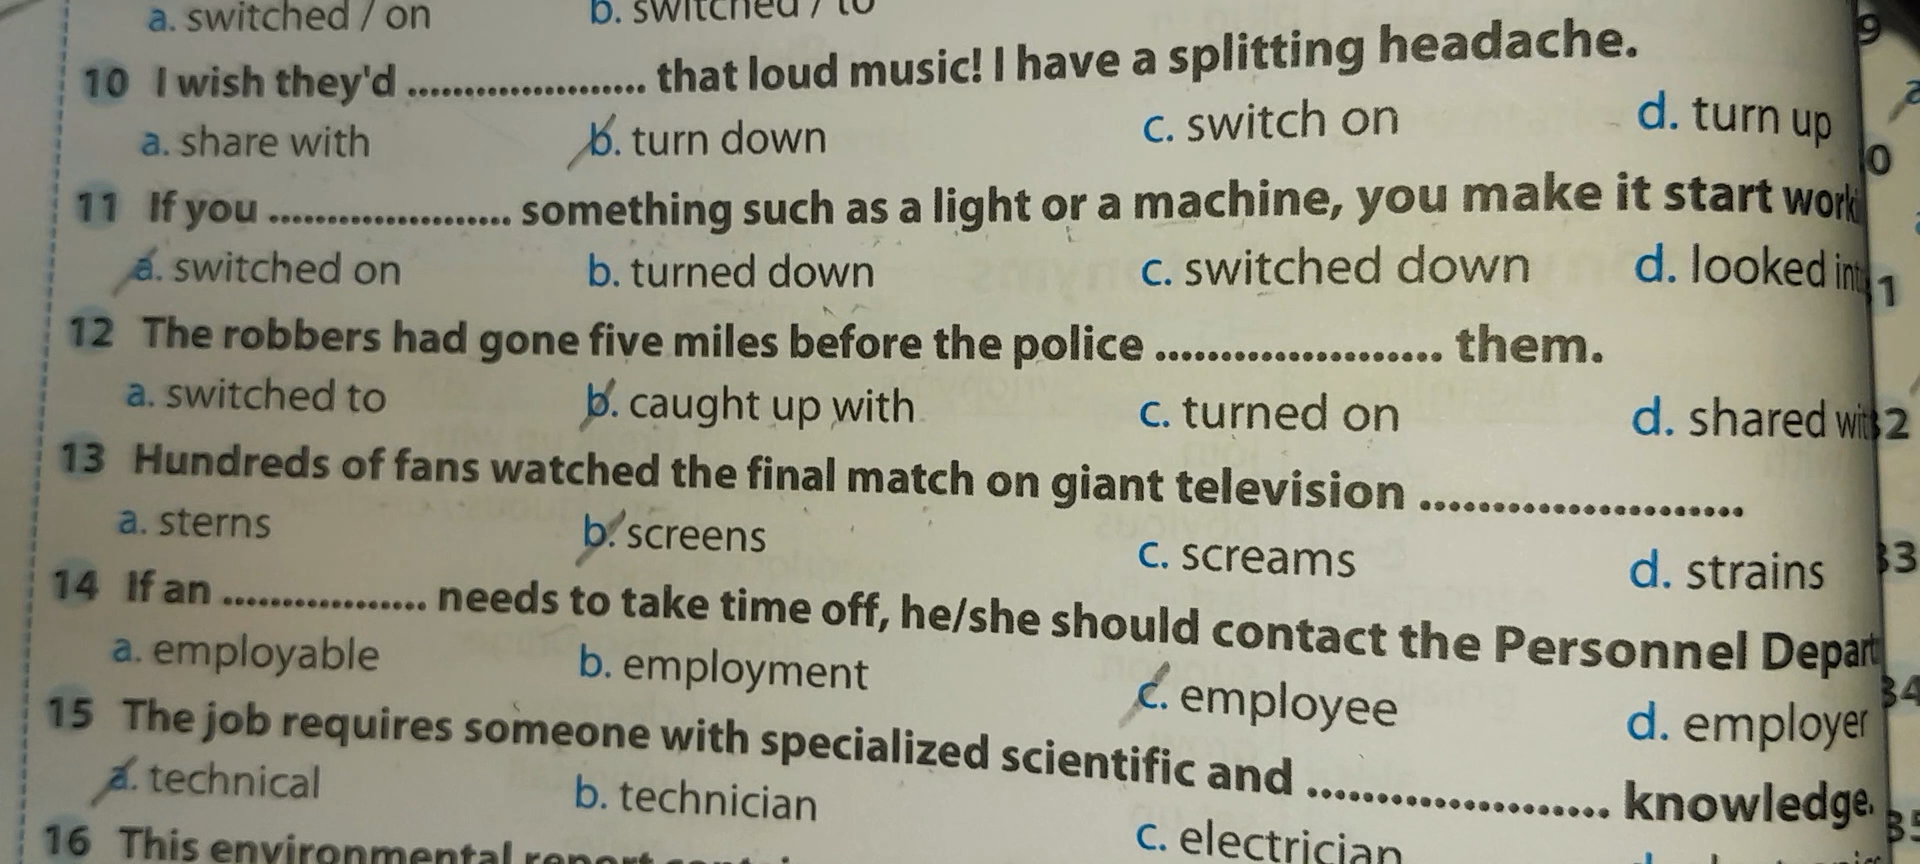 a. switched / on b. switched / to
10 I wish they'd ..................... that loud music! I have a splitting headache.
a. share with b. turn down c. switch on d. turn up
11 If you ..................... something such as a light or a machine, you make it start
a. switched on b. turned down c. switched down d. looked
12 The robbers had gone five miles before the police ...................... them.
a. switched to b. caught up with c. turned on d. shared
13 Hundreds of fans watched the final match on giant television ......................
a. sterns b. screens c. screams d. strains
14 If an ................. needs to take time off, he/she should contact the Personnel
a. employable b. employment c. employee d. employer
15 The job requires someone with specialized scientific and ..................... knowledge.
a. technical b. technician c. electrician
16 This environmental report